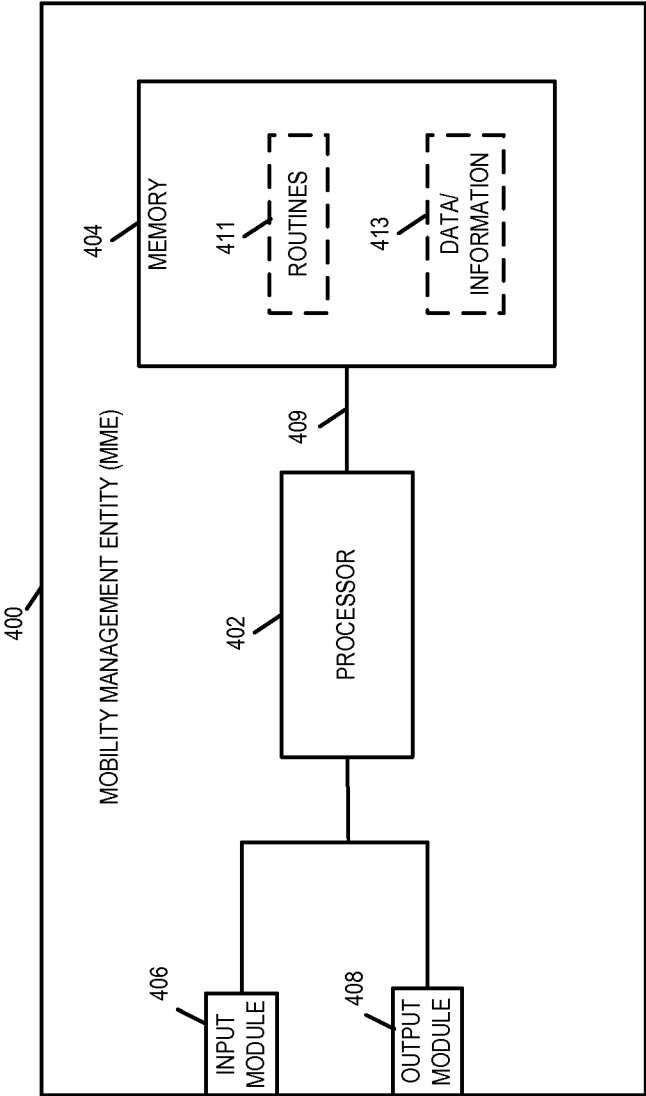 400
MOBILITY MANAGEMENT ENTITY (MME)
406
INPUT
MODULE
408
OUTPUT
MODULE
402
PROCESSOR
409
404
MEMORY
411
ROUTINES
413
DATA/
INFORMATION